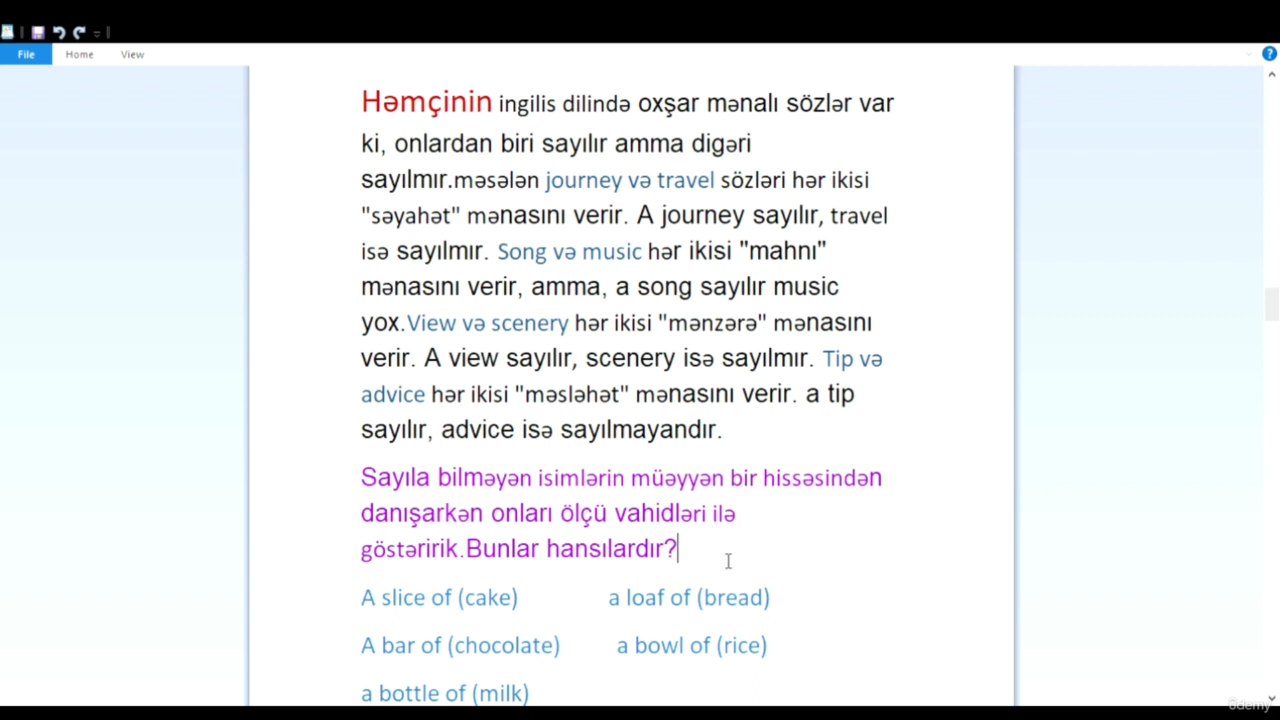 File Home View
Həmçinin ingilis dilində oxşar mənalı sözlər var
ki, onlardan biri sayılır amma digəri
sayılmır.məsələn journey və travel sözləri hər ikisi
"səyahət" mənasını verir. A journey sayılır, travel
isə sayılmır. Song və music hər ikisi "mahnı"
mənasını verir, amma, a song sayılır music
yox.View və scenery hər ikisi "mənzərə" mənasını
verir. A view sayılır, scenery isə sayılmır. Tip və
advice hər ikisi "məsləhət" mənasını verir. a tip
sayılır, advice isə sayılmayandır.
Sayıla bilməyən isimlərin müəyyən bir hissəsindən
danışarkən onları ölçü vahidləri ilə
göstəririk.Bunlar hansılardır?
A slice of (cake) a loaf of (bread)
A bar of (chocolate) a bowl of (rice)
a bottle of (milk)
ûdemy